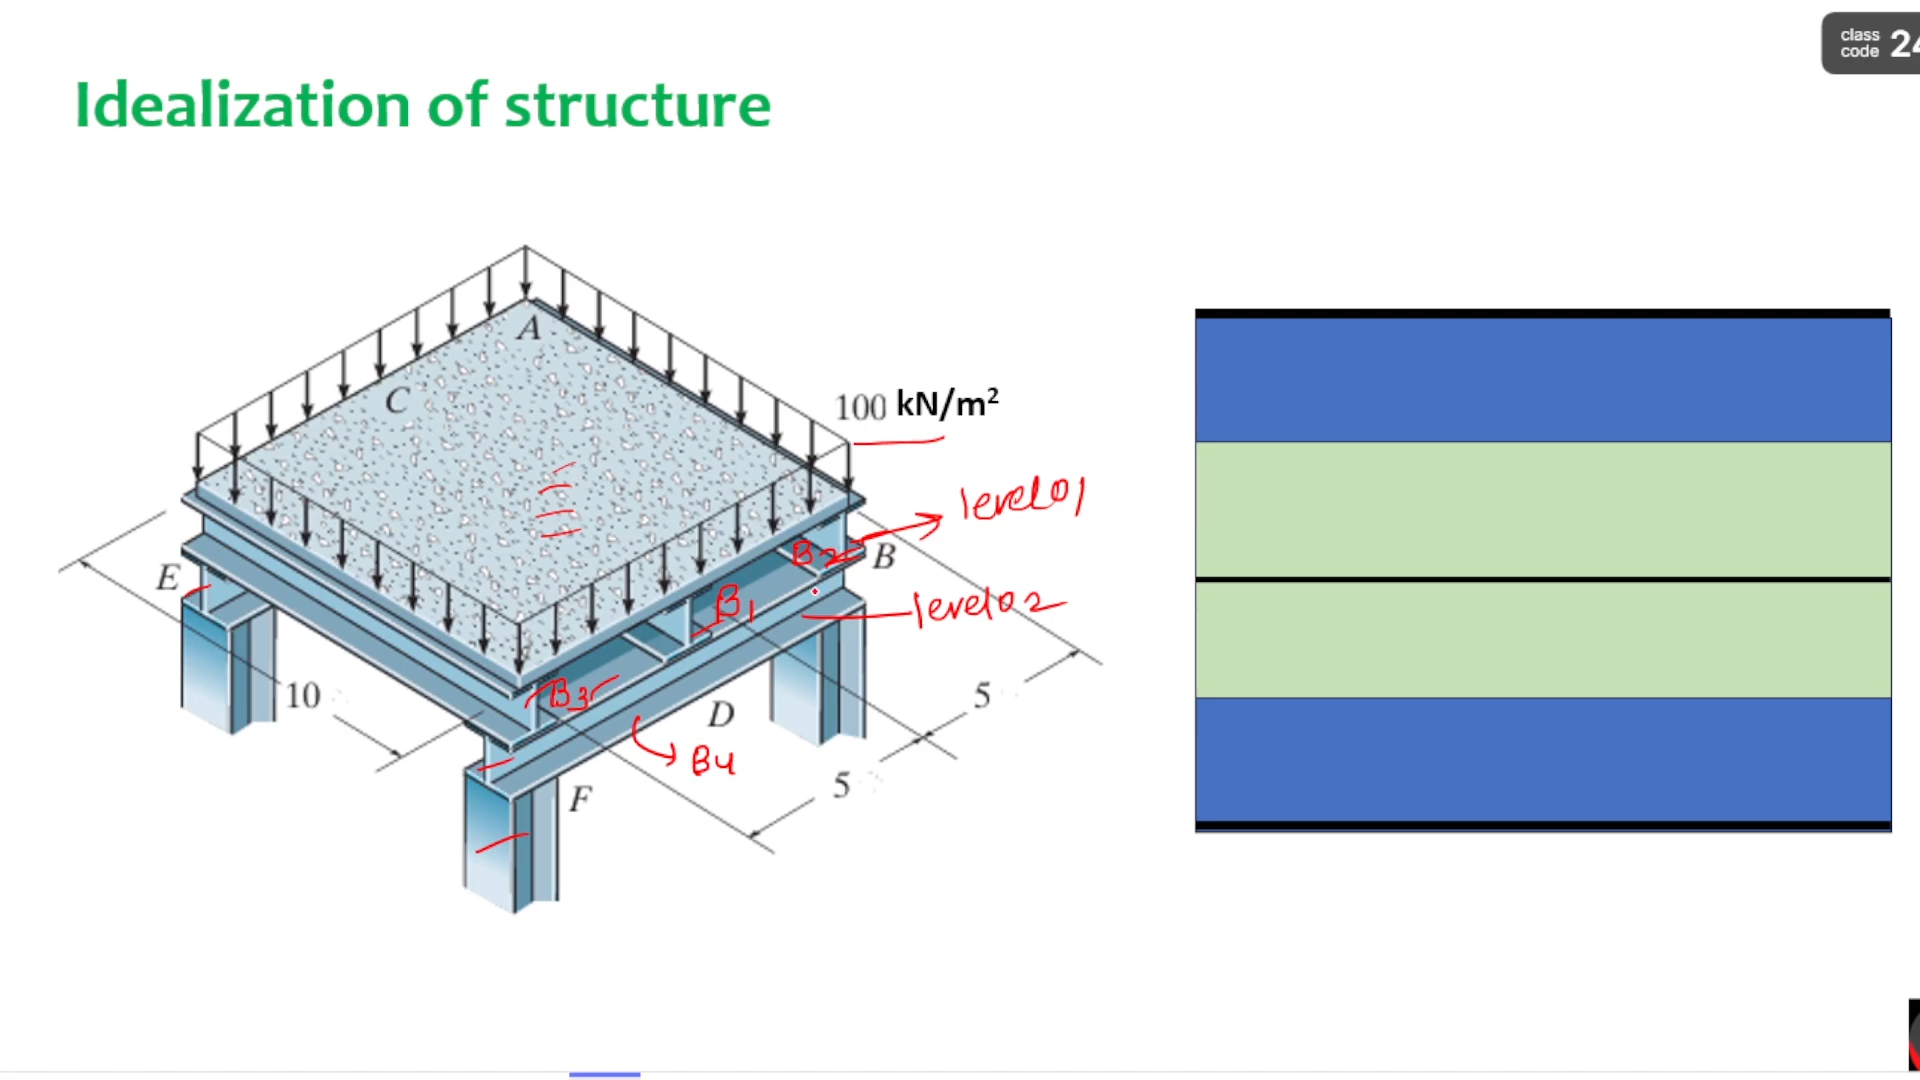 class
code 24
Idealization of structure
A
C
100 kN/m²
level 01
E
B2
B
B1
level 02
10
B3
D
5
B4
5
F